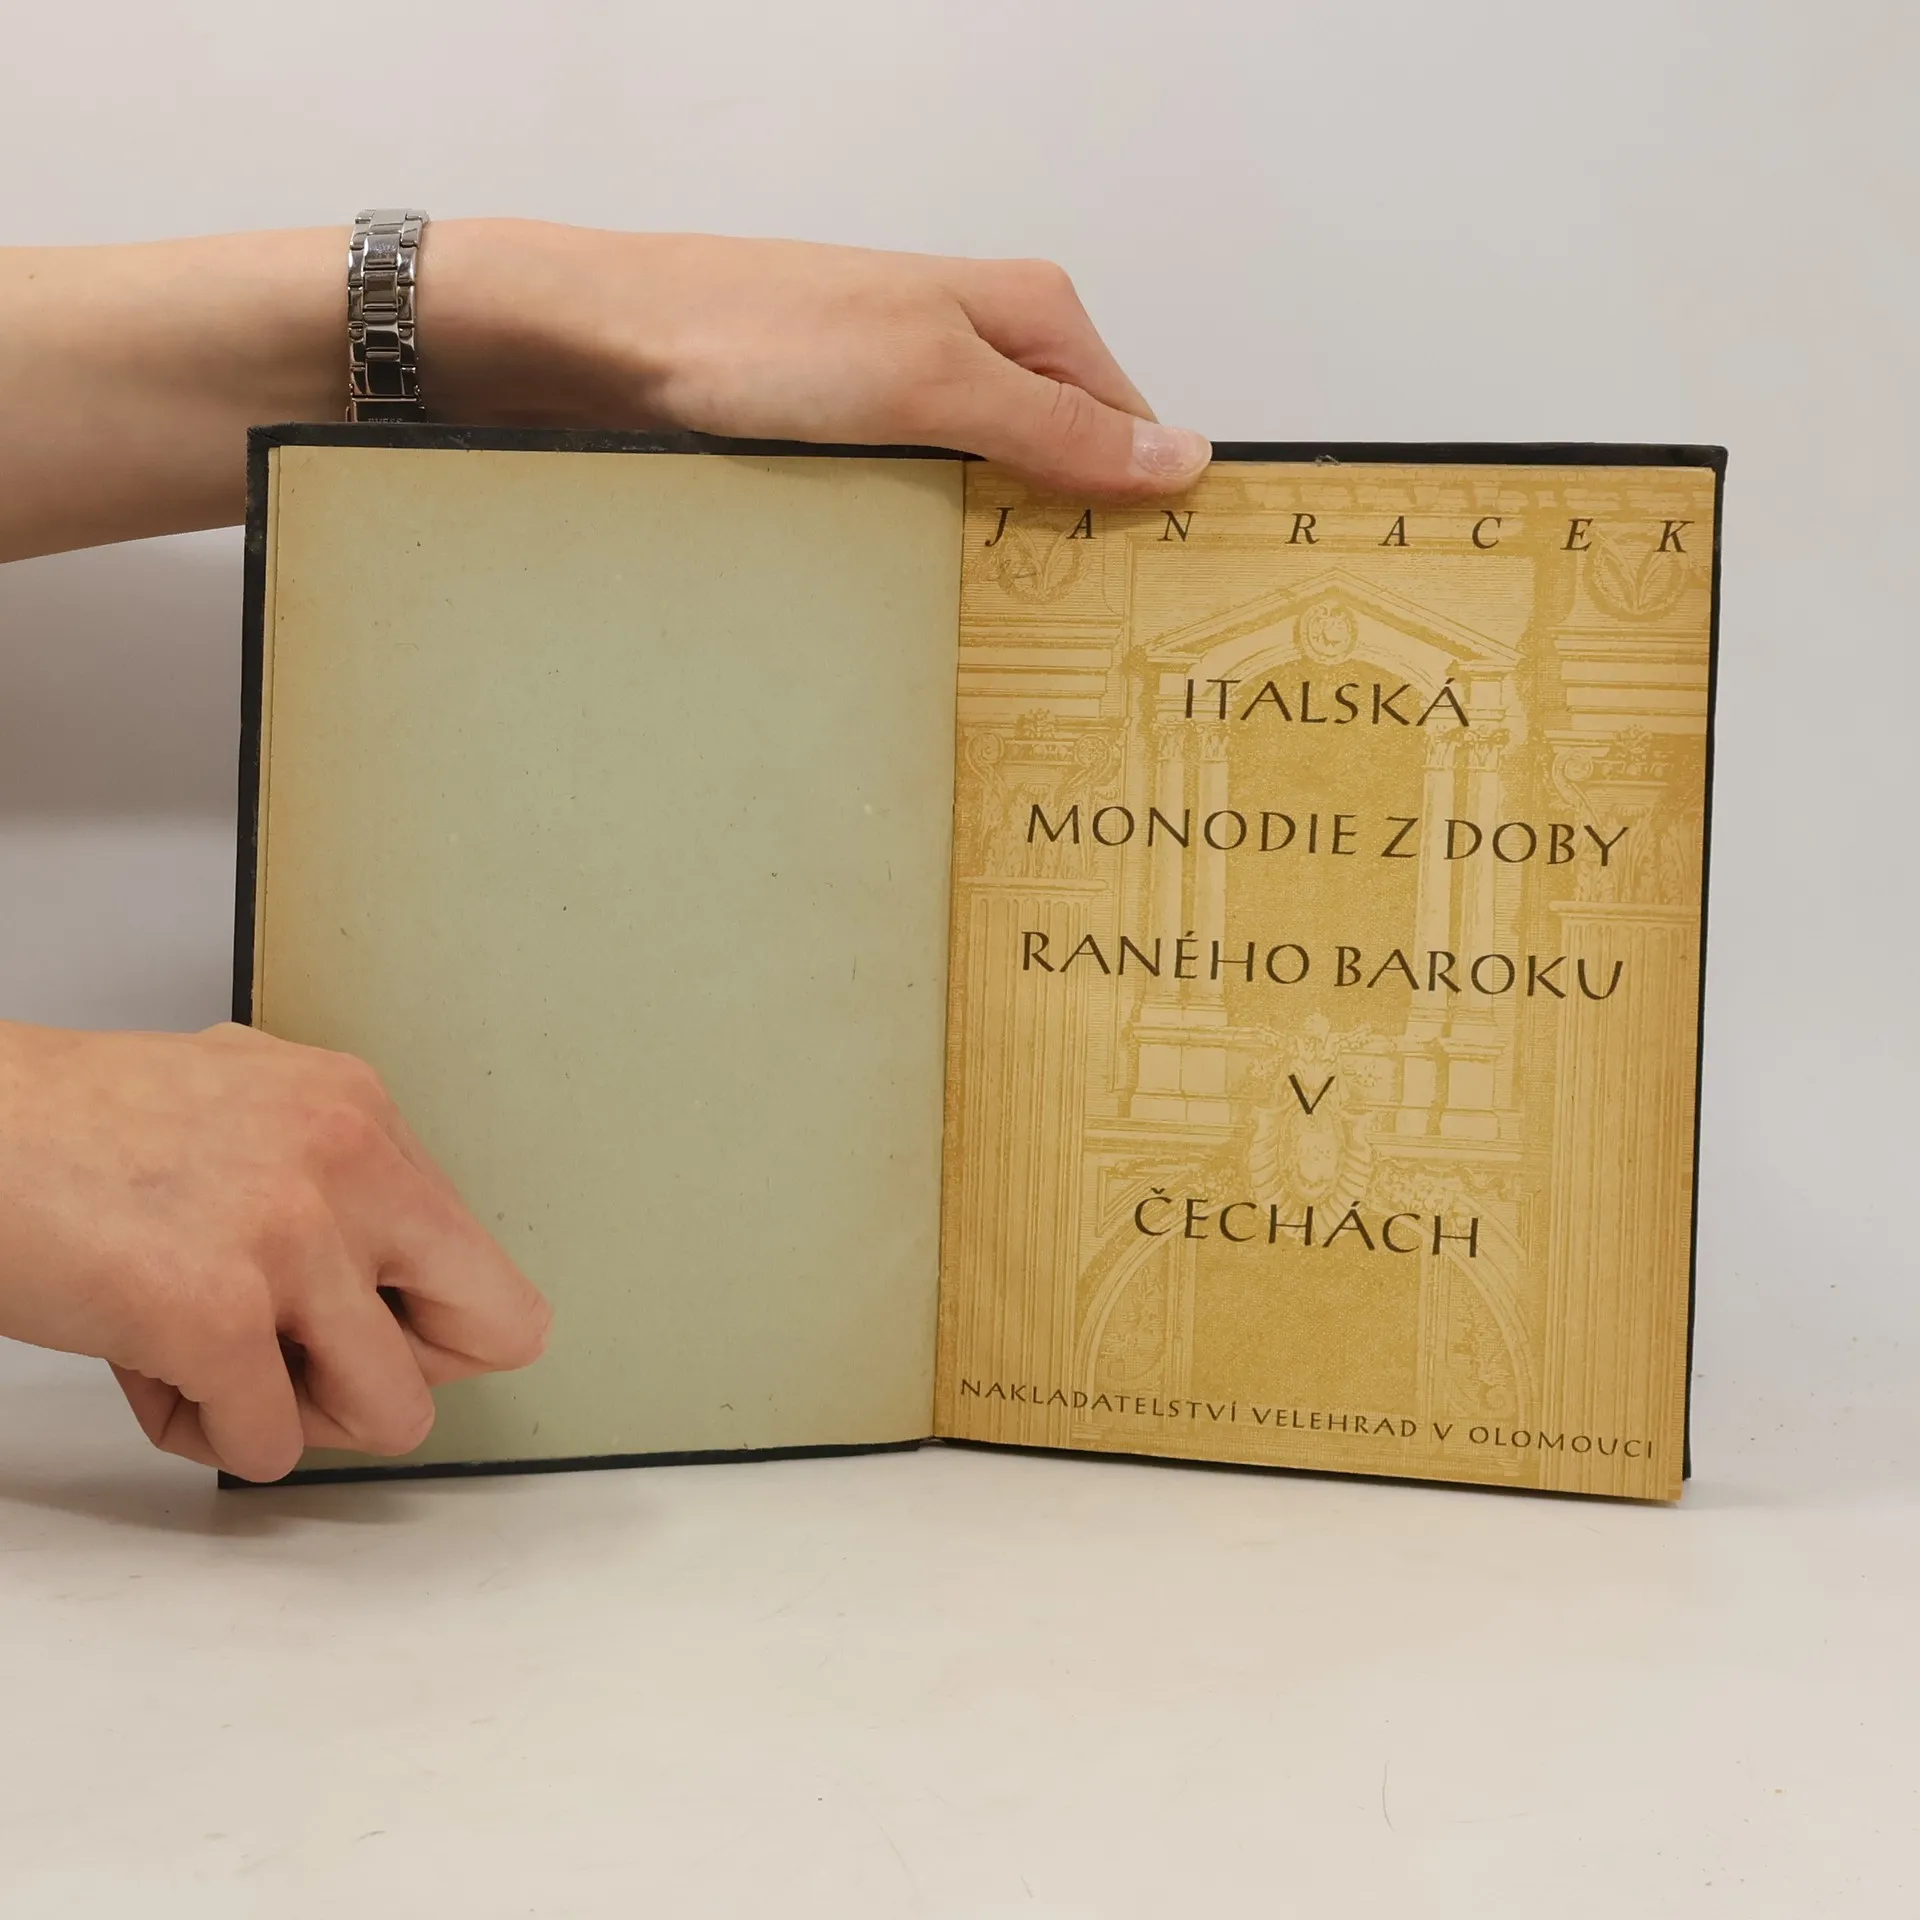 JAN RACEK
ITALSKÁ
MONODIE Z DOBY
RANÉHO BAROKU
V
ČECHÁCH
NAKLADATELSTVÍ VELEHRAD V OLOMOUCI